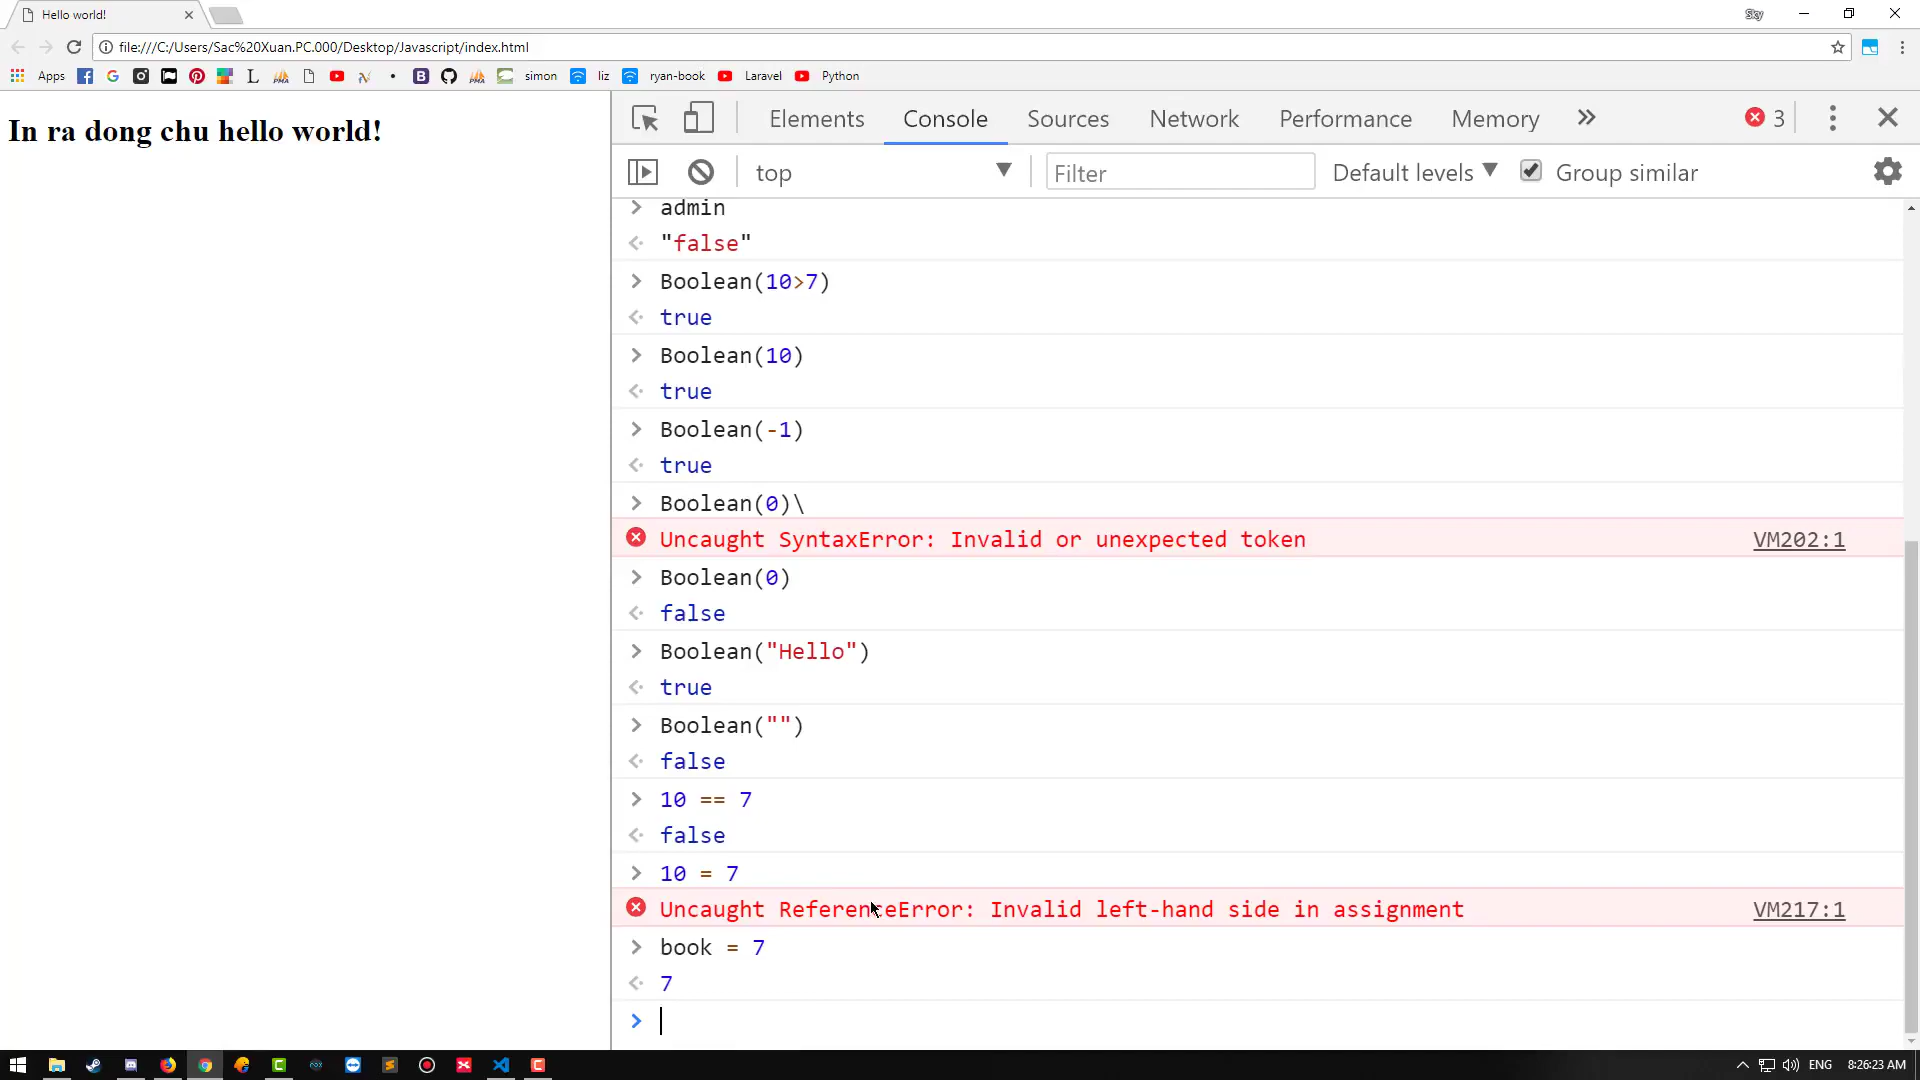 Hello world!
Sky
file:///C:/Users/Sac%20Xuan.PC.000/Desktop/Javascript/index.html
Apps simon liz ryan-book Laravel Python
In ra dong chu hello world!
Elements Console Sources Network Performance Memory 3
top Filter Default levels Group similar
> admin
"false"
> Boolean(10>7)
true
> Boolean(10)
true
> Boolean(-1)
true
> Boolean(0)\
Uncaught SyntaxError: Invalid or unexpected token VM202:1
> Boolean(0)
false
> Boolean("Hello")
true
> Boolean("")
false
> 10 == 7
false
> 10 = 7
Uncaught ReferenceError: Invalid left-hand side in assignment VM217:1
> book = 7
7
>
ENG 8:26:23 AM